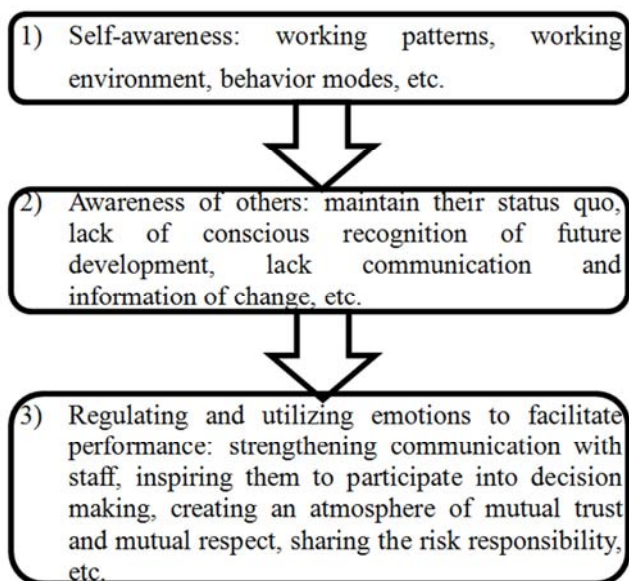 1) Self-awareness: working patterns, working
environment, behavior modes, etc.
2) Awareness of others: maintain their status quo,
lack of conscious recognition of future
development, lack communication and
information of change, etc.
3) Regulating and utilizing emotions to facilitate
performance: strengthening communication with
staff, inspiring them to participate into decision
making, creating an atmosphere of mutual trust
and mutual respect, sharing the risk responsibility,
etc.